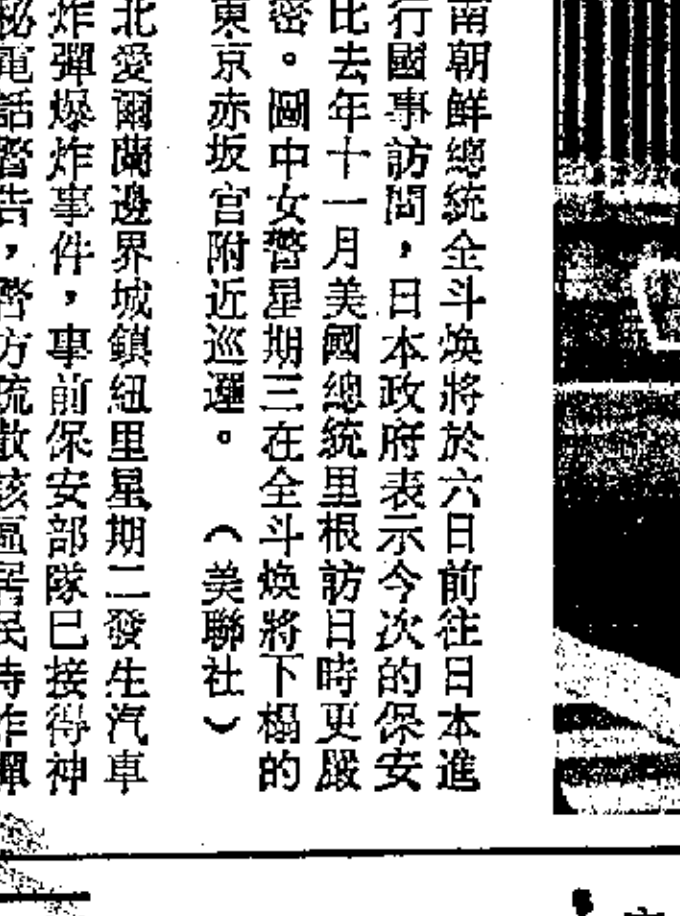 南朝鮮總統全斗煥將於六日前往日本進
行國事訪問，日本政府表示今次的保安
比去年十一月美國總統里根訪日時更嚴
密。圖中女警星期三在全斗煥將下榻的
東京赤坂宮附近巡邏。（美聯社）
北愛爾蘭邊界城鎮紐里星期二發生汽車
炸彈爆炸事件，事前保安部隊已接得神
秘電話警告，警方疏散該區居民時炸彈